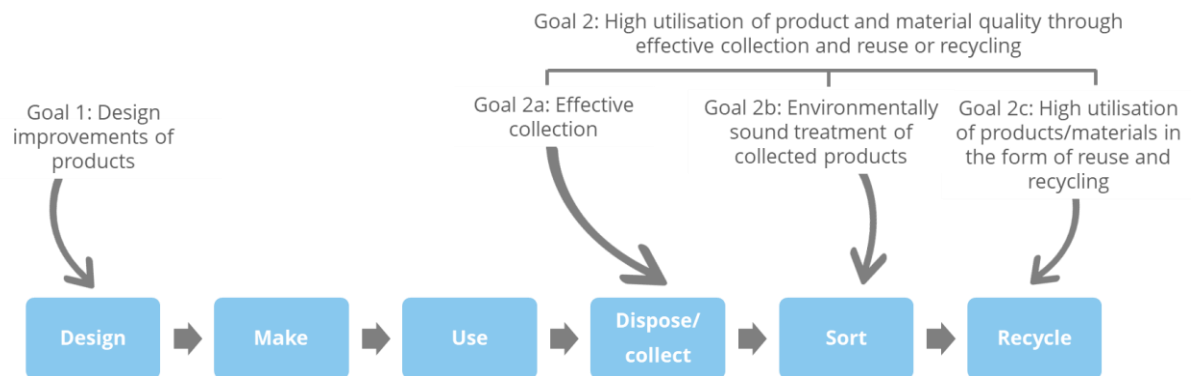 Goal 2: High utilisation of product and material quality through
effective collection and reuse or recycling
Goal 1: Design
improvements of
products
Goal 2a: Effective
collection
Goal 2b: Environmentally
sound treatment of
collected products
Goal 2c: High utilisation
of products/materials in
the form of reuse and
recycling
Design
Make
Use
Dispose/
collect
Sort
Recycle